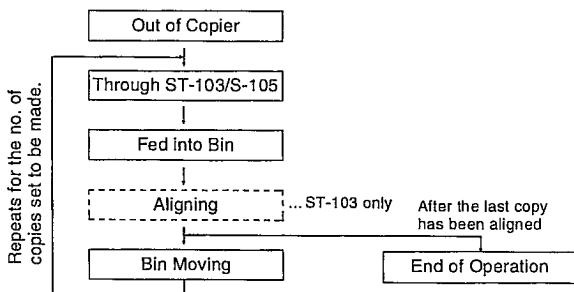 Out of Copier
Through ST-103/S-105
Fed into Bin
Aligning
... ST-103 only
After the last copy
has been aligned
Bin Moving
End of Operation
Repeats for the no. of
copies set to be made.